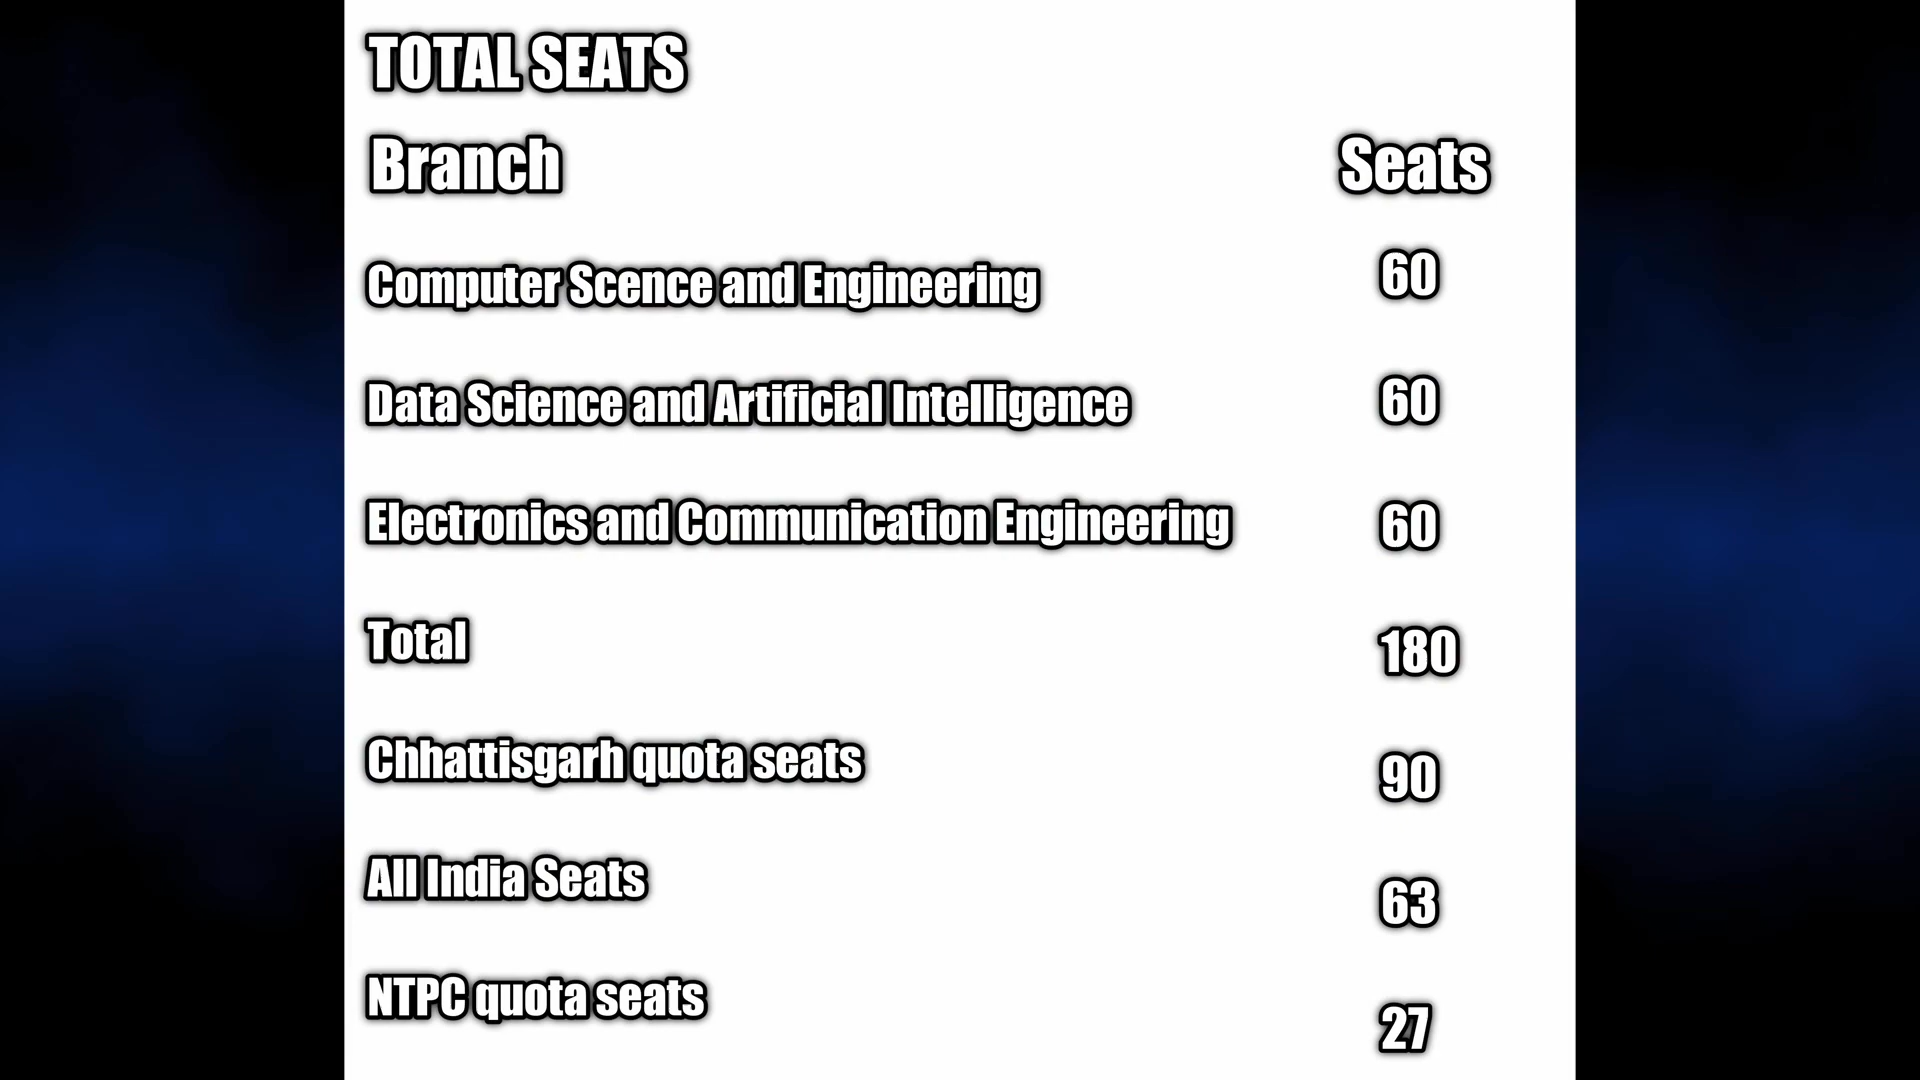 TOTAL SEATS
Branch Seats
Computer Scence and Engineering 60
Data Science and Artificial Intelligence 60
Electronics and Communication Engineering 60
Total 180
Chhattisgarh quota seats 90
All India Seats 63
NTPC quota seats 27